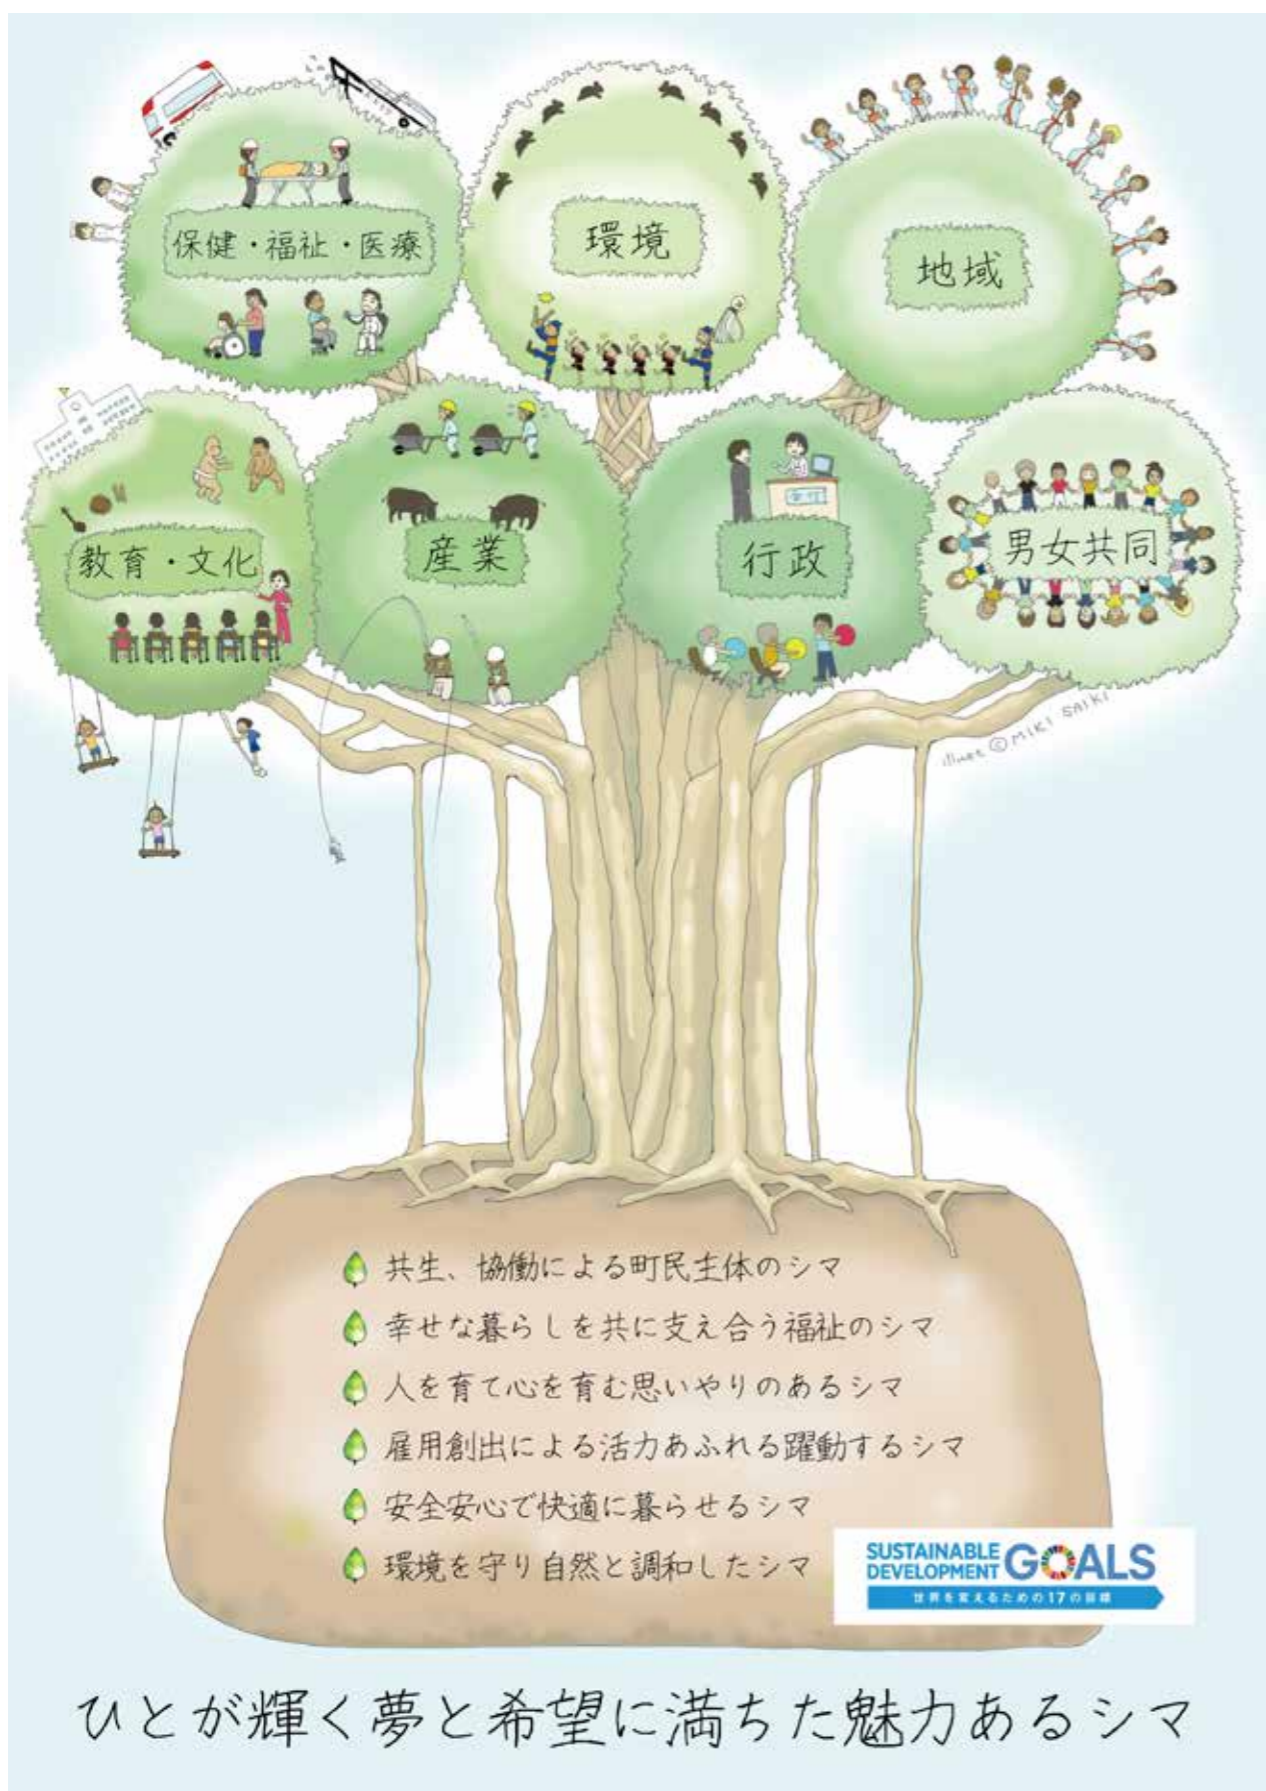 保健・福祉・医療
環境
地域
教育・文化
産業
受付
行政
男女共同
illust © MIKI SAIKI
共生、協働による町民主体のシマ
幸せな暮らしを共に支え合う福祉のシマ
人を育て心を育む思いやりのあるシマ
雇用創出による活力あふれる躍動するシマ
安全安心で快適に暮らせるシマ
環境を守り自然と調和したシマ
SUSTAINABLE
DEVELOPMENT GOALS
世界を変えるための17の目標
ひとが輝く夢と希望に満ちた魅力あるシマ